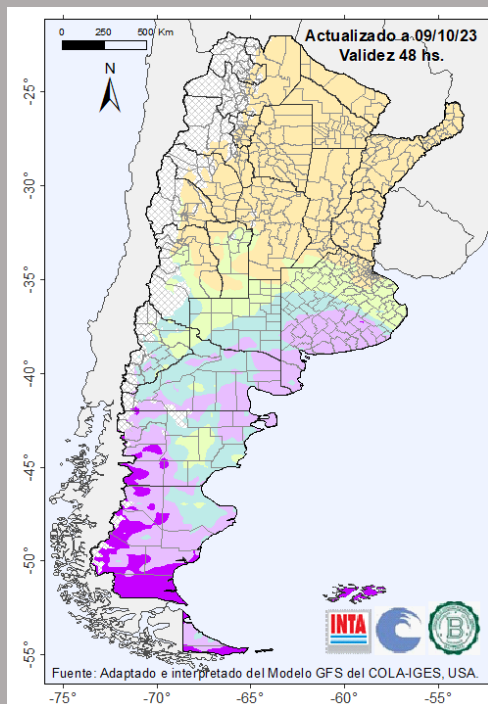 Actualizado a 09/10/23
Validez 48 hs.
0 250 500 Km
N
-25°
-30°
-35°
-40°
-45°
-50°
-55°
INTA
B
Fuente: Adaptado e interpretado del Modelo GFS del COLA-IGES, USA.
-75° -70° -65° -60° -55°